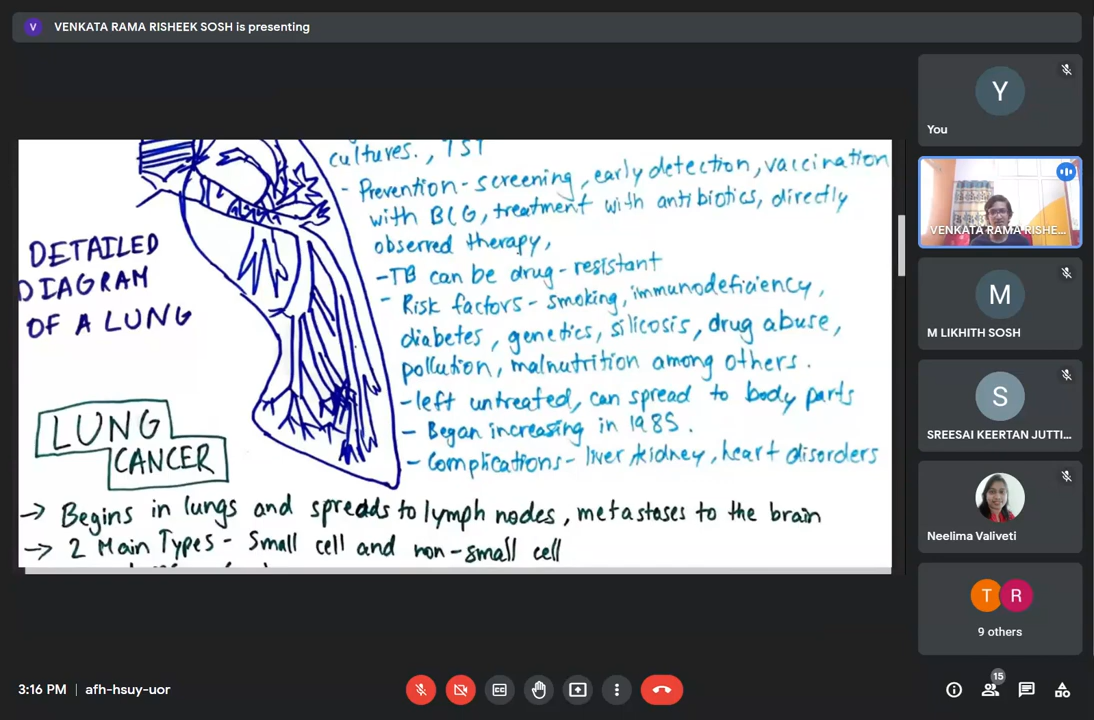 V
VENKATA RAMA RISHEEK SOSH is presenting
cultures., TST
- Prevention - screening, early detection, vaccination
with BCG, treatment with antibiotics, directly
observed therapy,
- TB can be drug-resistant
- Risk factors - smoking, immunodeficiency,
diabetes, genetics, silicosis, drug abuse,
pollution, malnutrition among others.
- left untreated, can spread to body parts
- Began increasing in 1985.
- Complications - liver/kidney, heart disorders
DETAILED
DIAGRAM
OF A LUNG
LUNG
CANCER
→ Begins in lungs and spreads to lymph nodes, metastases to the brain
→ 2 Main Types - Small cell and non-small cell
Y
You
VENKATA RAMA RISHE...
M
M LIKHITH SOSH
S
SREESAI KEERTAN JUTTI...
Neelima Valiveti
T R
9 others
3:16 PM | afh-hsuy-uor
CC
15